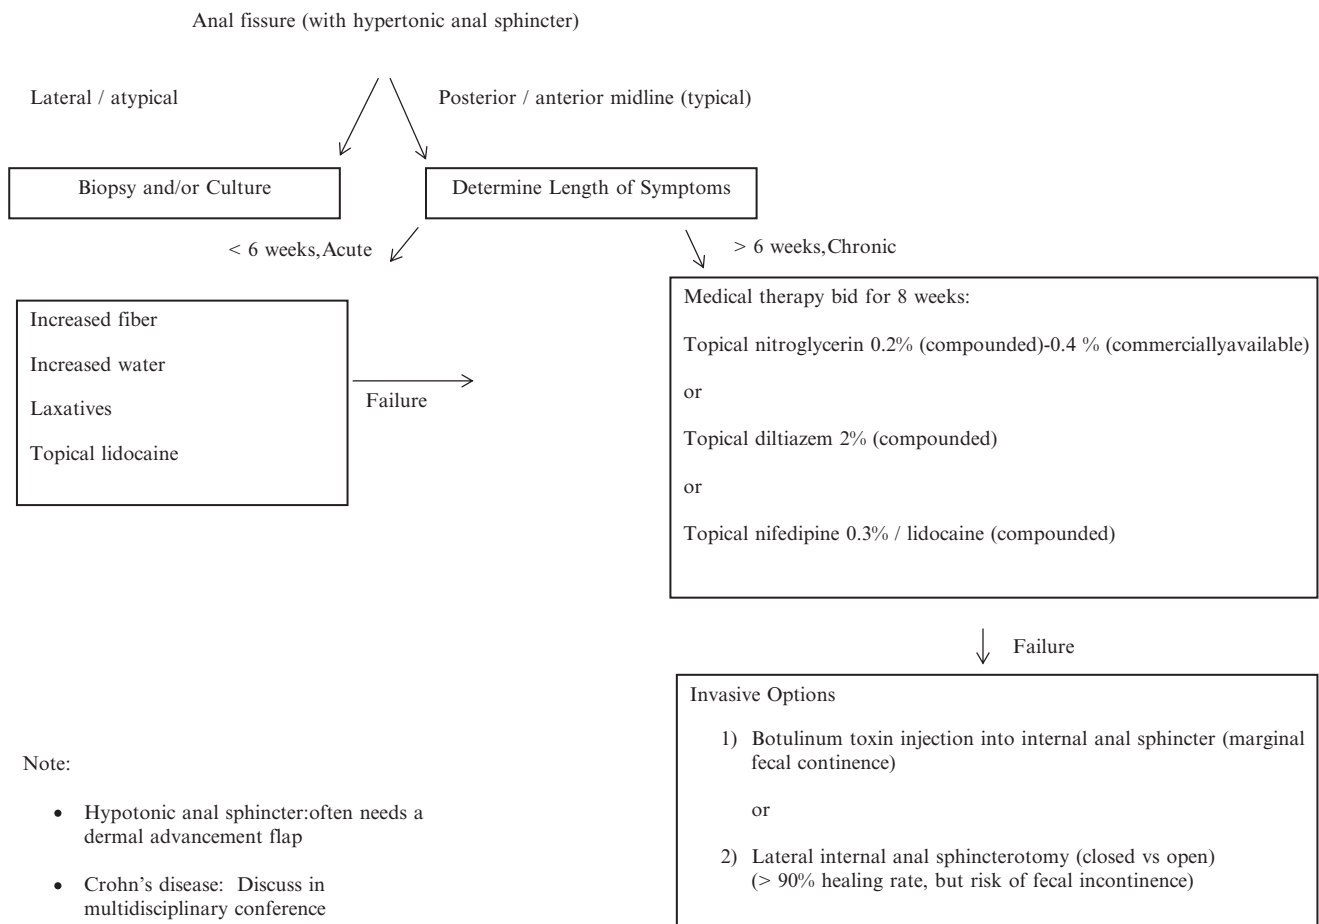 Anal fissure (with hypertonic anal sphincter)
Lateral / atypical
Posterior / anterior midline (typical)
Biopsy and/or Culture
Determine Length of Symptoms
< 6 weeks,Acute
> 6 weeks,Chronic
Increased fiber
Increased water
Laxatives
Topical lidocaine
Failure
Medical therapy bid for 8 weeks:
Topical nitroglycerin 0.2% (compounded)-0.4 % (commerciallyavailable)
or
Topical diltiazem 2% (compounded)
or
Topical nifedipine 0.3% / lidocaine (compounded)
Failure
Invasive Options
1) Botulinum toxin injection into internal anal sphincter (marginal
fecal continence)
or
2) Lateral internal anal sphincterotomy (closed vs open)
(> 90% healing rate, but risk of fecal incontinence)
Note:
• Hypotonic anal sphincter:often needs a
dermal advancement flap
• Crohn's disease: Discuss in
multidisciplinary conference